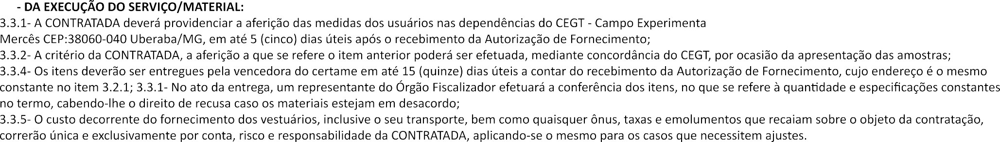 - DA EXECUÇÃO DO SERVIÇO/MATERIAL:
3.3.1- A CONTRATADA deverá providenciar a aferição das medidas dos usuários nas dependências do CEGT - Campo Experimenta
Mercês CEP:38060-040 Uberaba/MG, em até 5 (cinco) dias úteis após o recebimento da Autorização de Fornecimento;
3.3.2- A critério da CONTRATADA, a aferição a que se refere o item anterior poderá ser efetuada, mediante concordância do CEGT, por ocasião da apresentação das amostras;
3.3.4- Os itens deverão ser entregues pela vencedora do certame em até 15 (quinze) dias úteis a contar do recebimento da Autorização de Fornecimento, cujo endereço é o mesmo
constante no item 3.2.1; 3.3.1- No ato da entrega, um representante do Órgão Fiscalizador efetuará a conferência dos itens, no que se refere à quantidade e especificações constantes
no termo, cabendo-lhe o direito de recusa caso os materiais estejam em desacordo;
3.3.5- O custo decorrente do fornecimento dos vestuários, inclusive o seu transporte, bem como quaisquer ônus, taxas e emolumentos que recaiam sobre o objeto da contratação,
correrão única e exclusivamente por conta, risco e responsabilidade da CONTRATADA, aplicando-se o mesmo para os casos que necessitem ajustes.